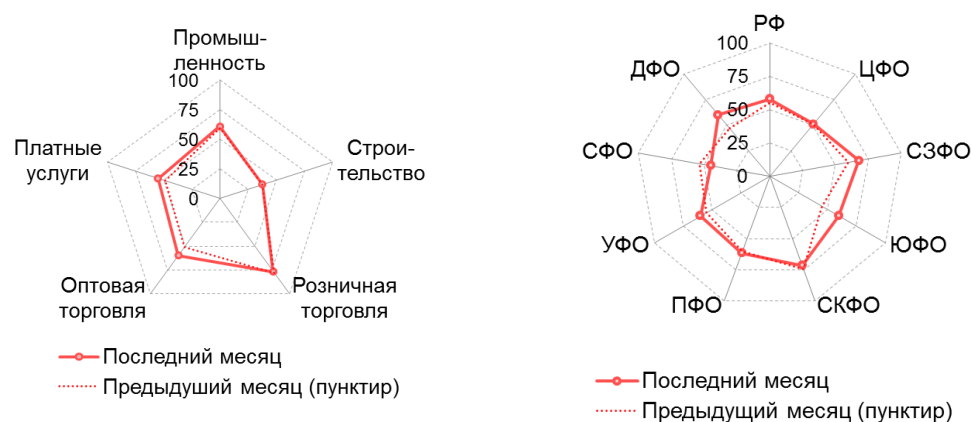 Промыш-
ленность
100
75
50
25
0
Строи-
тельство
Розничная
торговля
Оптовая
торговля
Платные
услуги
Последний месяц
Предыдуший месяц (пунктир)
РФ
100
75
50
25
0
ЦФО
СЗФО
ЮФО
СКФО
ПФО
УФО
СФО
ДФО
Последний месяц
Предыдущий месяц (пунктир)